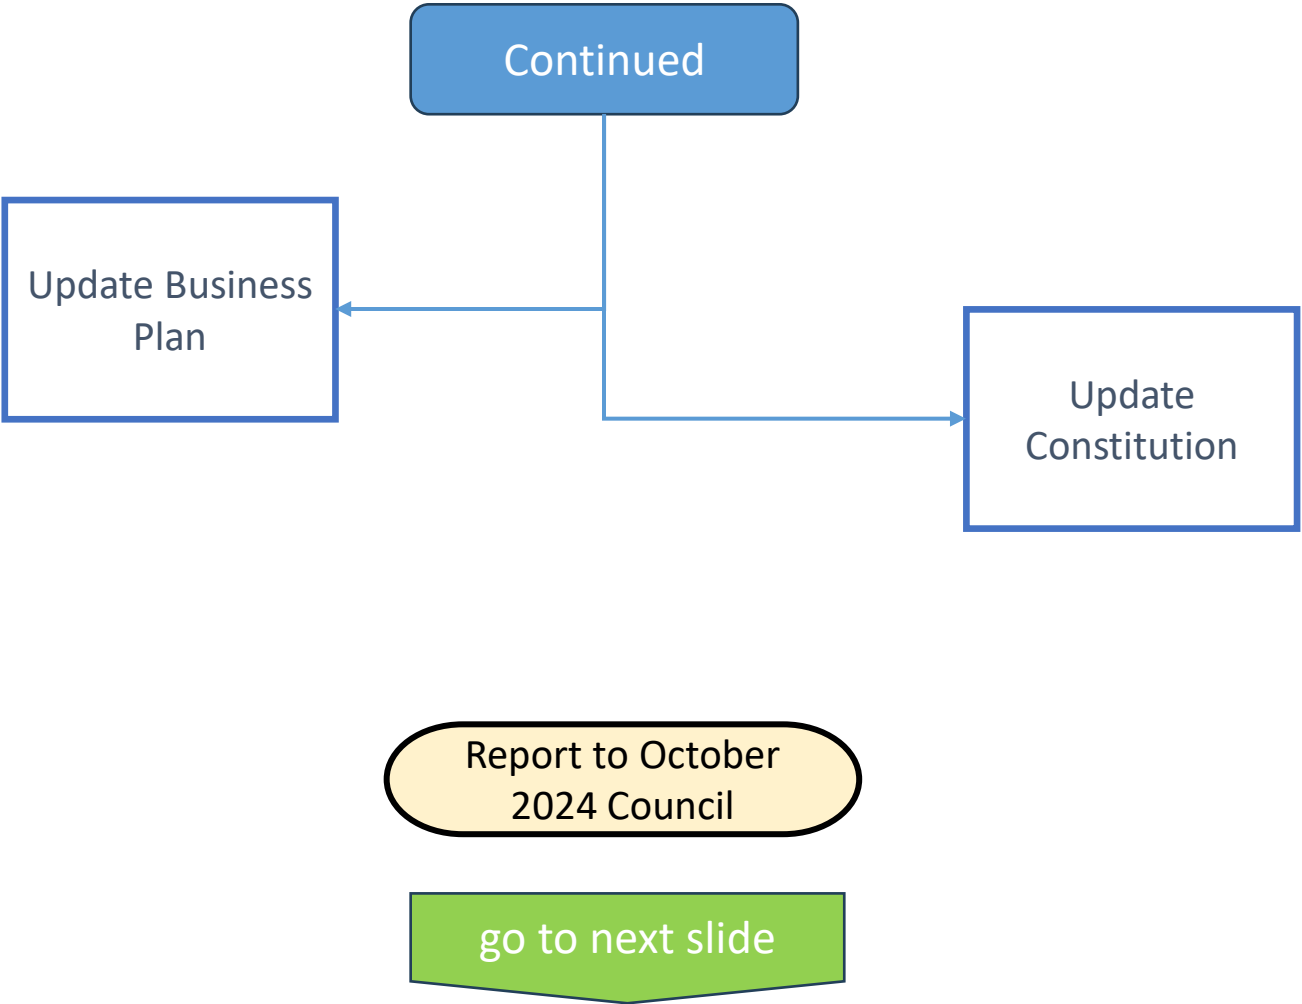 Continued
Update Business
Plan
Update
Constitution
Report to October
2024 Council
go to next slide